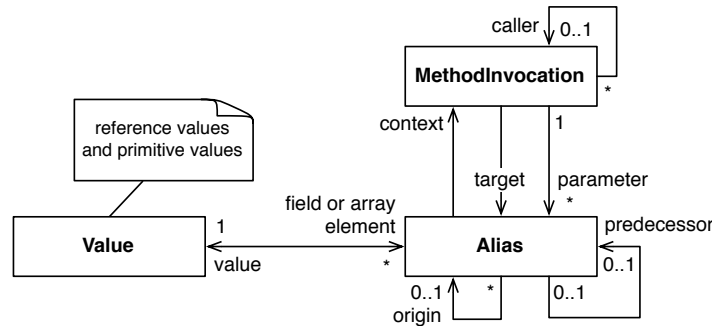 caller
0..1
MethodInvocation
*
reference values
and primitive values
context
1
target
parameter
*
field or array
element
predecessor
1
Value
Alias
value
*
0..1
0..1
*
0..1
origin